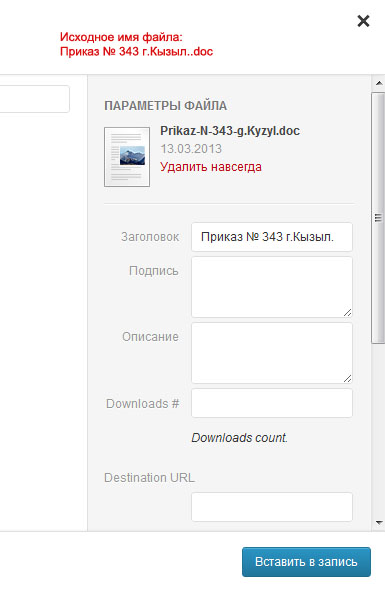 Исходное имя файла:
Приказ № 343 г.Кызыл..doc
ПАРАМЕТРЫ ФАЙЛА
Prikaz-N-343-g.Kyzyl.doc
13.03.2013
Удалить навсегда
Заголовок
Приказ № 343 г.Кызыл.
Подпись
Описание
Downloads #
Downloads count.
Destination URL
Вставить в запись